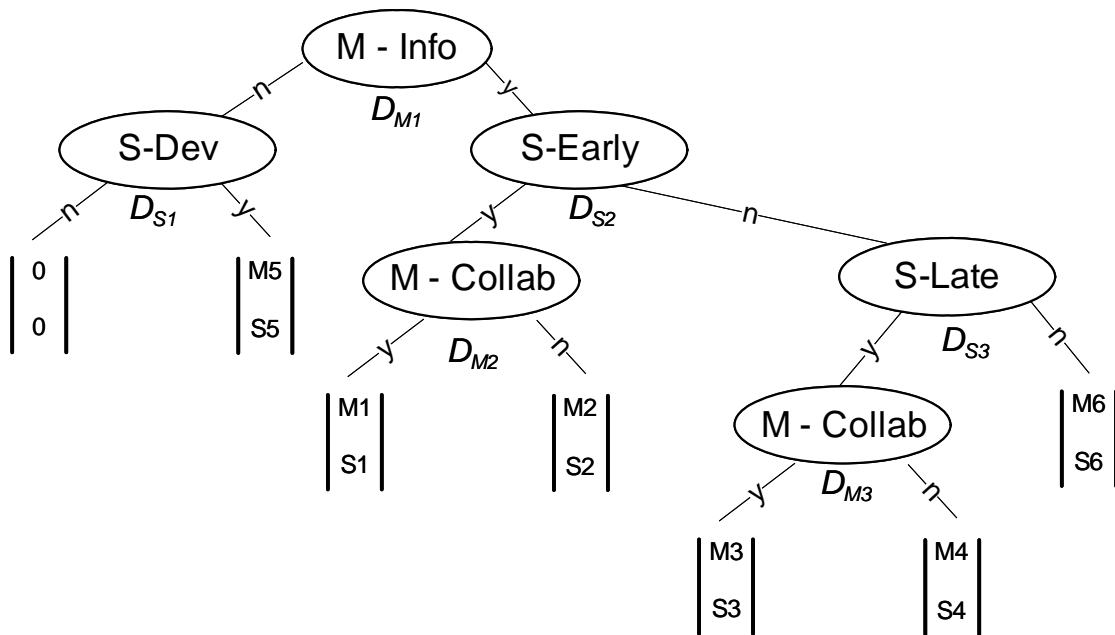 M - Info
n
y
D_M1
S-Dev
S-Early
n
D_S1
y
y
D_S2
n
0
0
M5
S5
M - Collab
S-Late
y
D_M2
n
y
D_S3
n
M1
S1
M2
S2
M - Collab
M6
S6
y
D_M3
n
M3
S3
M4
S4